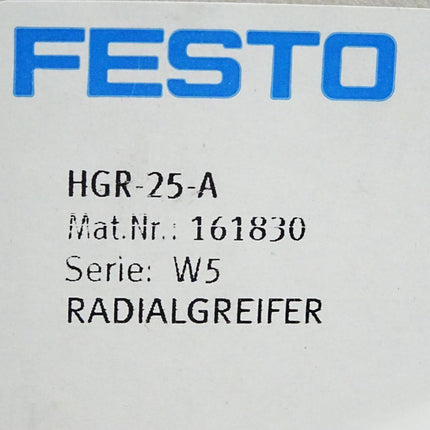 FESTO
HGR-25-A
Mat.Nr.: 161830
Serie: W5
RADIALGREIFER